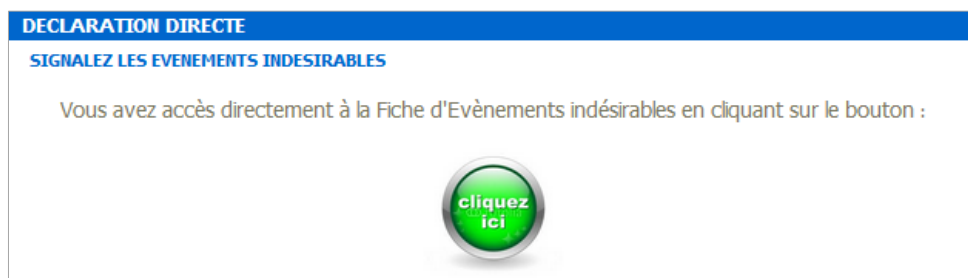 DECLARATION DIRECTE
SIGNALEZ LES EVENEMENTS INDESIRABLES
Vous avez accès directement à la Fiche d'Evènements indésirables en cliquant sur le bouton :
cliquez
ici